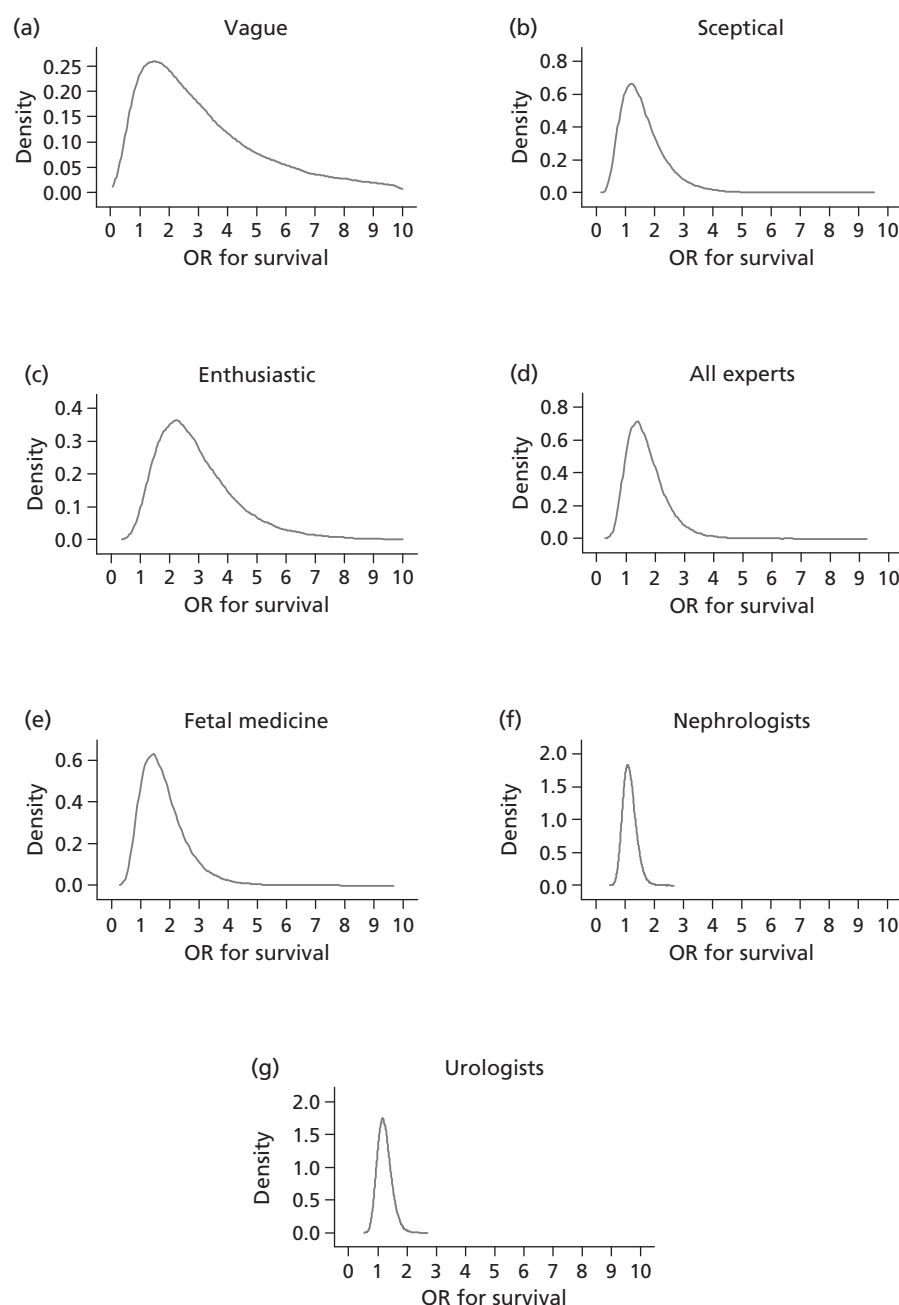 (a) Vague
0.25
0.20
0.15
0.10
0.05
0.00
Density
0 1 2 3 4 5 6 7 8 9 10
OR for survival
(b) Sceptical
0.8
0.6
0.4
0.2
0.0
Density
0 1 2 3 4 5 6 7 8 9 10
OR for survival
(c) Enthusiastic
0.4
0.3
0.2
0.1
0.0
Density
0 1 2 3 4 5 6 7 8 9 10
OR for survival
(d) All experts
0.8
0.6
0.4
0.2
0.0
Density
0 1 2 3 4 5 6 7 8 9 10
OR for survival
(e) Fetal medicine
0.6
0.4
0.2
0.0
Density
0 1 2 3 4 5 6 7 8 9 10
OR for survival
(f) Nephrologists
2.0
1.5
1.0
0.5
0.0
Density
0 1 2 3 4 5 6 7 8 9 10
OR for survival
(g) Urologists
2.0
1.5
1.0
0.5
0.0
Density
0 1 2 3 4 5 6 7 8 9 10
OR for survival